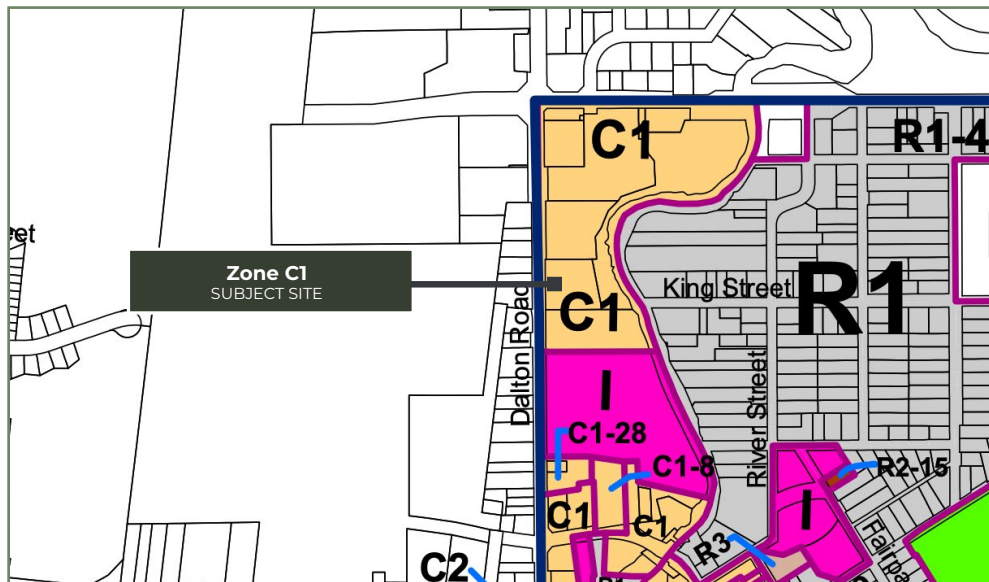 C1
R1-4
eet
Zone C1
SUBJECT SITE
King Street
R1
C1
Dalton Road
I
River Street
C1-28
C1-8
R2-15
C1
C1
I
R3
C2